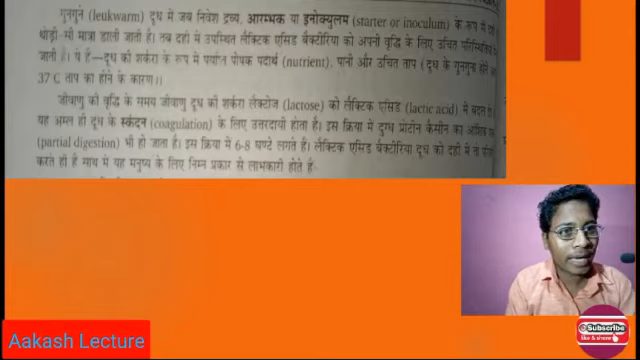 गुनगुने (leukwarm) दूध में जब निवेश द्रव्य, आरम्भक या इनोक्युलम (starter or inoculum) के रूप में
थोड़ी-सी मात्रा डाली जाती है। तब दही में उपस्थित लैक्टिक एसिड बैक्टीरिया को अपनी वृद्धि के लिए उचित
जाती हैं। ये हैं—दूध की शर्करा के रूप में पर्याप्त पोषक पदार्थ (nutrient), पानी और उचित ताप (दूध के गुनगुना
37 C ताप का होने के कारण।।
जीवाणु की वृद्धि के समय जीवाणु दूध की शर्करा लैक्टोज (lactose) को लैक्टिक एसिड (lactic acid) में बदल
यह अम्ल ही दूध के स्कंदन (coagulation) के लिए उत्तरदायी होता है। इस क्रिया में दुग्ध प्रोटीन कैसीन का
(partial digestion) भी हो जाता है। इस क्रिया में 6-8 घण्टे लगते हैं। लैक्टिक एसिड बैक्टीरिया दूध को दही में तो
करते ही हैं साथ में यह मनुष्य के लिए निम्न प्रकार से लाभकारी होते हैं
Aakash Lecture
Subscribe
like & share